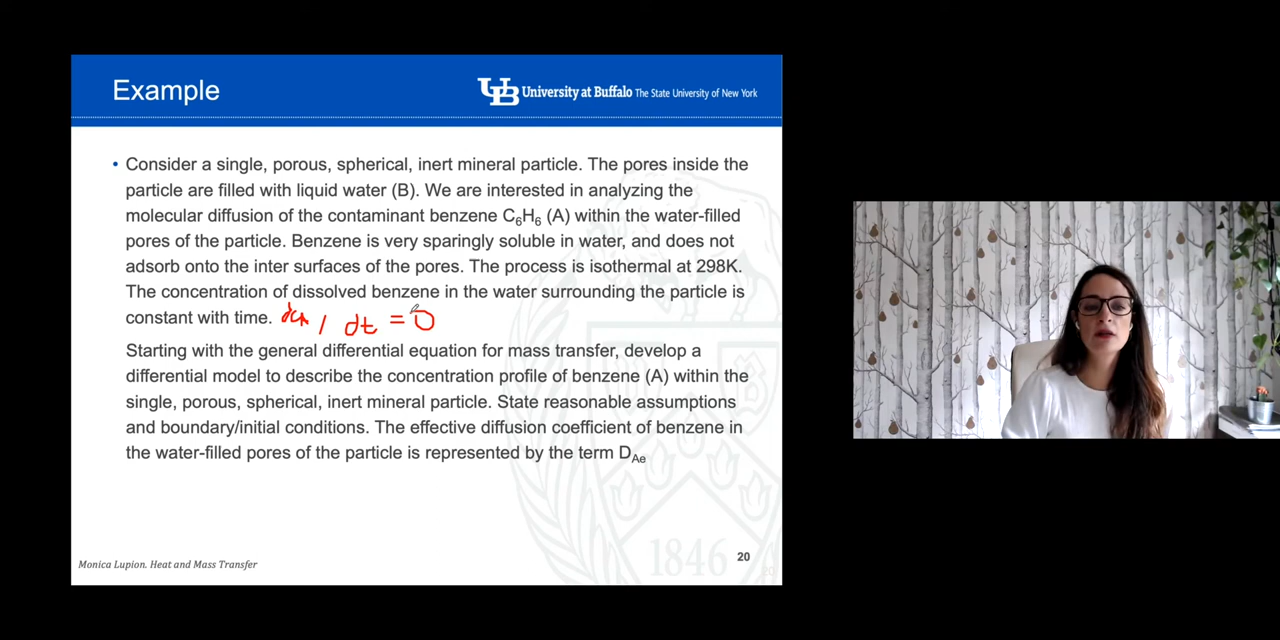 Example
UB University at Buffalo The State University of New York
• Consider a single, porous, spherical, inert mineral particle. The pores inside the
particle are filled with liquid water (B). We are interested in analyzing the
molecular diffusion of the contaminant benzene C₆H₆ (A) within the water-filled
pores of the particle. Benzene is very sparingly soluble in water, and does not
adsorb onto the inter surfaces of the pores. The process is isothermal at 298K.
The concentration of dissolved benzene in the water surrounding the particle is
constant with time. dcA / dt = 0
Starting with the general differential equation for mass transfer, develop a
differential model to describe the concentration profile of benzene (A) within the
single, porous, spherical, inert mineral particle. State reasonable assumptions
and boundary/initial conditions. The effective diffusion coefficient of benzene in
the water-filled pores of the particle is represented by the term D_Ae
1846
Monica Lupion. Heat and Mass Transfer
20
20